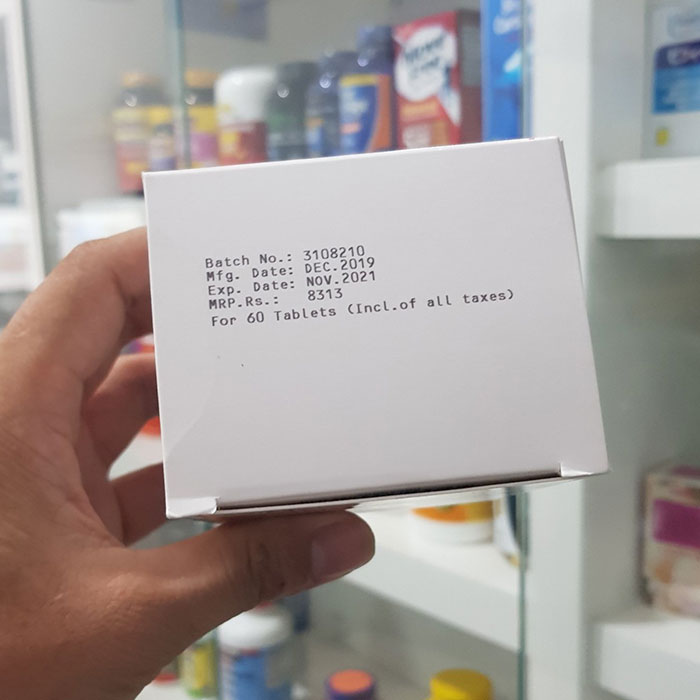 Batch No.: 3108210
Mfg. Date: DEC.2019
Exp. Date: NOV.2021
MRP.Rs.: 8313
For 60 Tablets (Incl.of all taxes)